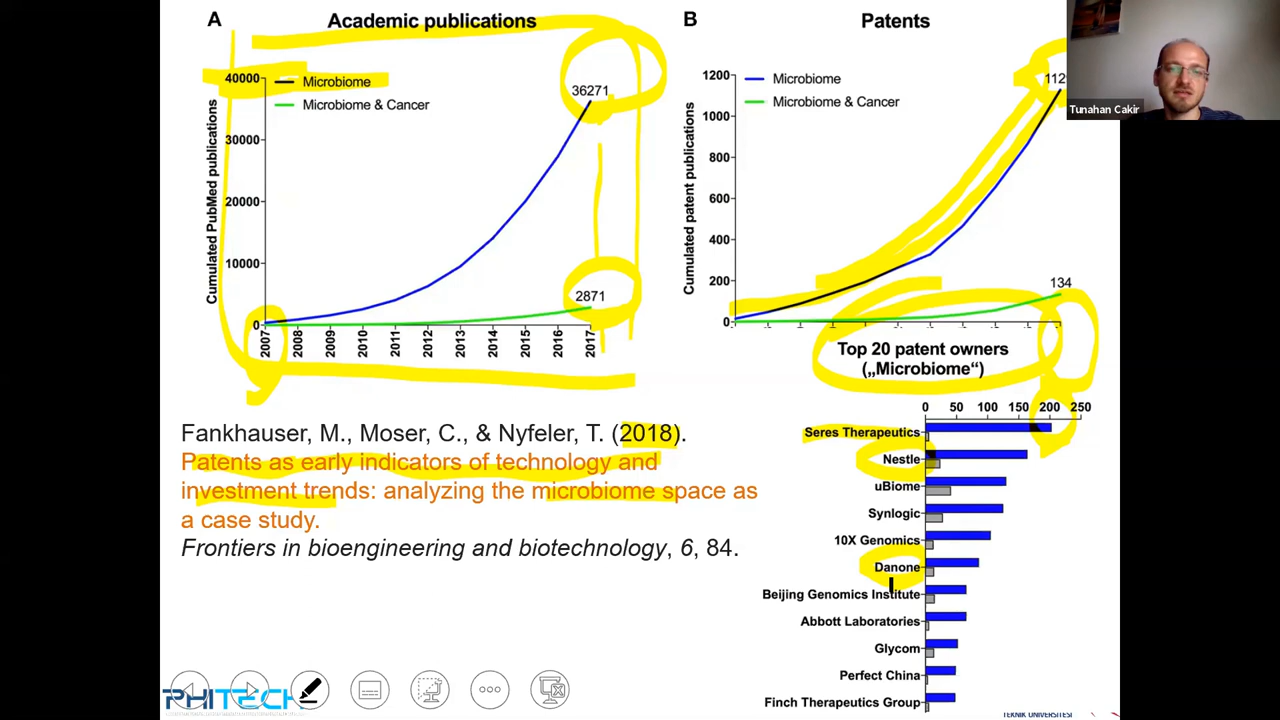 A
Academic publications
Cumulated PubMed publications
40000
30000
20000
10000
0
Microbiome
Microbiome & Cancer
36271
2871
2007
2008
2009
2010
2011
2012
2013
2014
2015
2016
2017
B
Patents
Cumulated patent publications
1200
1000
800
600
400
200
0
Microbiome
Microbiome & Cancer
112
134
Tunahan Cakir
Fankhauser, M., Moser, C., & Nyfeler, T. (2018).
Patents as early indicators of technology and
investment trends: analyzing the microbiome space as
a case study.
Frontiers in bioengineering and biotechnology, 6, 84.
Top 20 patent owners
(„Microbiome“)
0 50 100 150 200 250
Seres Therapeutics
Nestle
uBiome
Synlogic
10X Genomics
Danone
Beijing Genomics Institute
Abbott Laboratories
Glycom
Perfect China
Finch Therapeutics Group
PHITECH
TEKNİK ÜNİVERSİTESİ